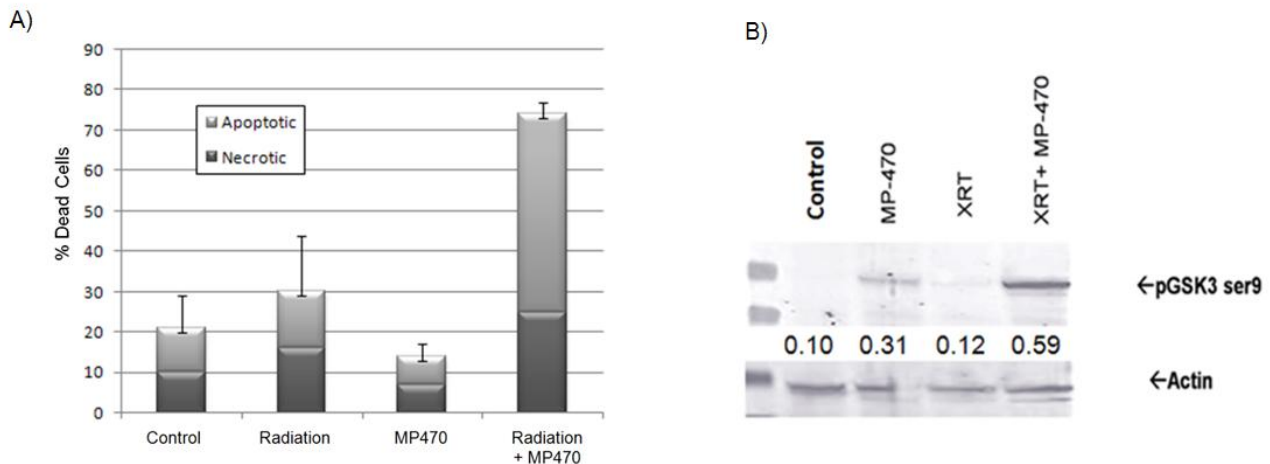 A)
90
80
70
60
50
40
30
20
10
0
% Dead Cells
Apoptotic
Necrotic
Control
Radiation
MP470
Radiation
+ MP470
B)
Control
MP-470
XRT
XRT+ MP-470
←pGSK3 ser9
0.10 0.31 0.12 0.59
←Actin